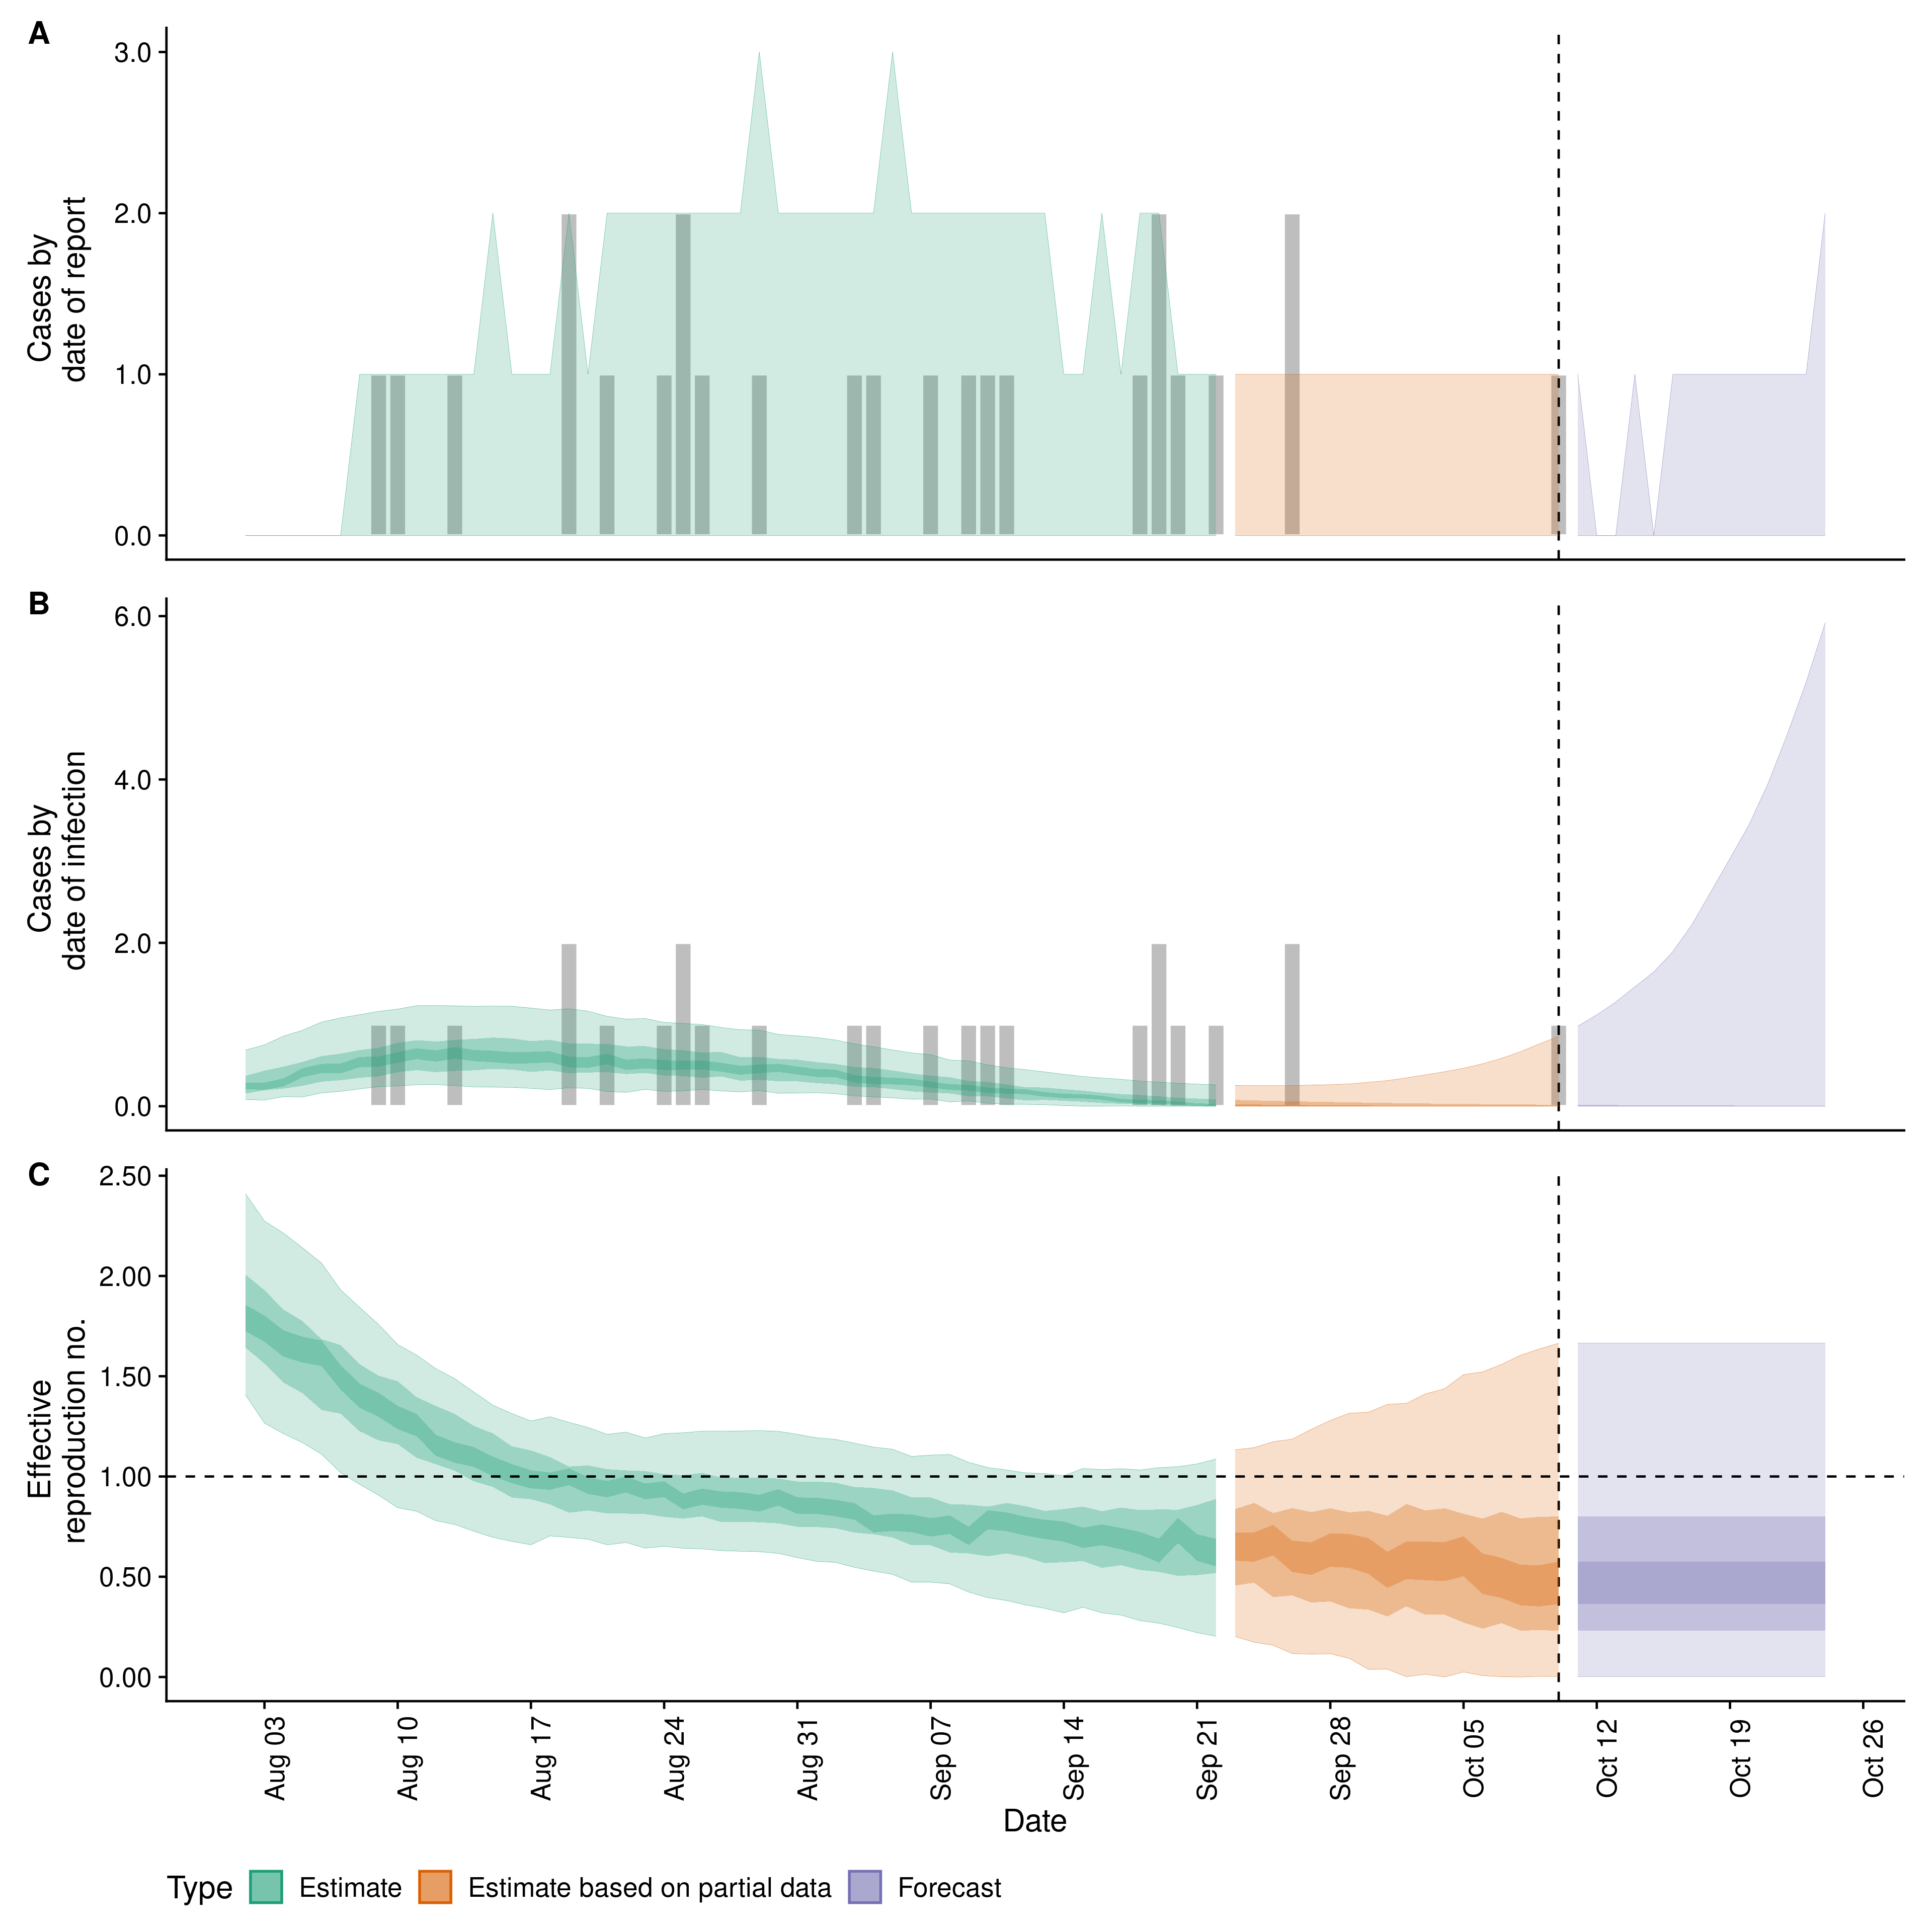 A
3.0
2.0
1.0
0.0
Cases by
date of report
B
6.0
4.0
2.0
0.0
Cases by
date of infection
C
2.50
2.00
1.50
1.00
0.50
0.00
Effective
reproduction no.
Aug 03
Aug 10
Aug 17
Aug 24
Aug 31
Sep 07
Sep 14
Sep 21
Sep 28
Oct 05
Oct 12
Oct 19
Oct 26
Date
Type Estimate Estimate based on partial data Forecast